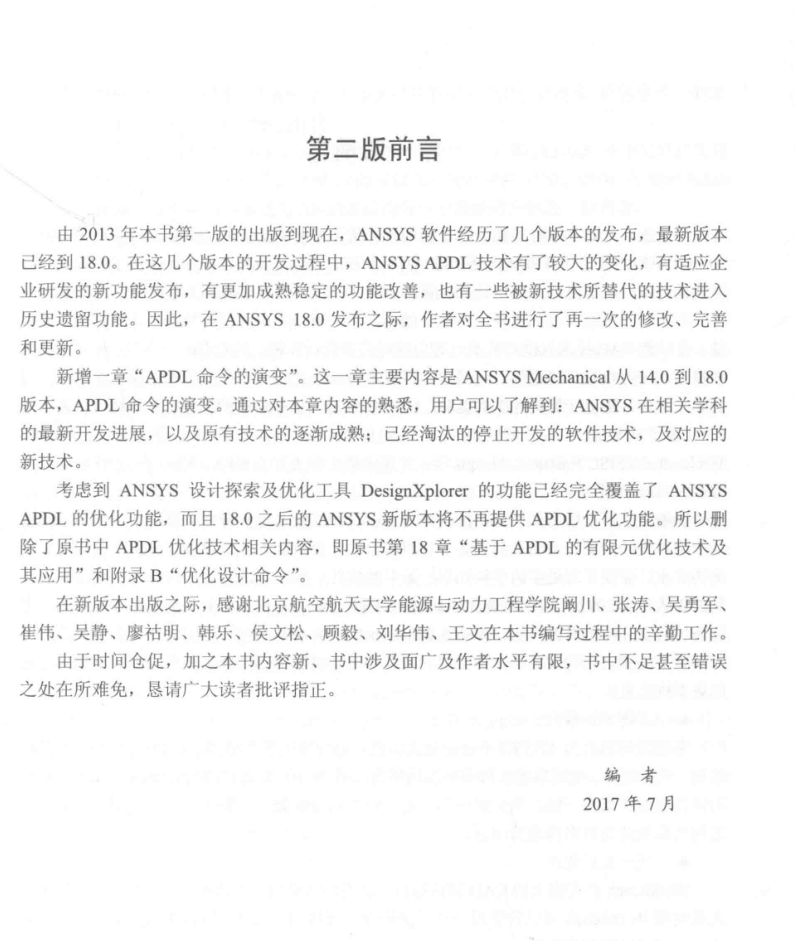 第二版前言
由 2013 年本书第一版的出版到现在，ANSYS 软件经历了几个版本的发布，最新版本
已经到 18.0。在这几个版本的开发过程中，ANSYS APDL 技术有了较大的变化，有适应企
业研发的新功能发布，有更加成熟稳定的功能改善，也有一些被新技术所替代的技术进入
历史遗留功能。因此，在 ANSYS 18.0 发布之际，作者对全书进行了再一次的修改、完善
和更新。
新增一章“APDL 命令的演变”。这一章主要内容是 ANSYS Mechanical 从 14.0 到 18.0
版本，APDL 命令的演变。通过对本章内容的熟悉，用户可以了解到：ANSYS 在相关学科
的最新开发进展，以及原有技术的逐渐成熟；已经淘汰的停止开发的软件技术，及对应的
新技术。
考虑到 ANSYS 设计探索及优化工具 DesignXplorer 的功能已经完全覆盖了 ANSYS
APDL 的优化功能，而且 18.0 之后的 ANSYS 新版本将不再提供 APDL 优化功能。所以删
除了原书中 APDL 优化技术相关内容，即原书第 18 章“基于 APDL 的有限元优化技术及
其应用”和附录 B“优化设计命令”。
在新版本出版之际，感谢北京航空航天大学能源与动力工程学院阚川、张涛、吴勇军、
崔伟、吴静、廖祜明、韩乐、侯文松、顾毅、刘华伟、王文在本书编写过程中的辛勤工作。
由于时间仓促，加之本书内容新、书中涉及面广及作者水平有限，书中不足甚至错误
之处在所难免，恳请广大读者批评指正。
编 者
2017 年 7 月